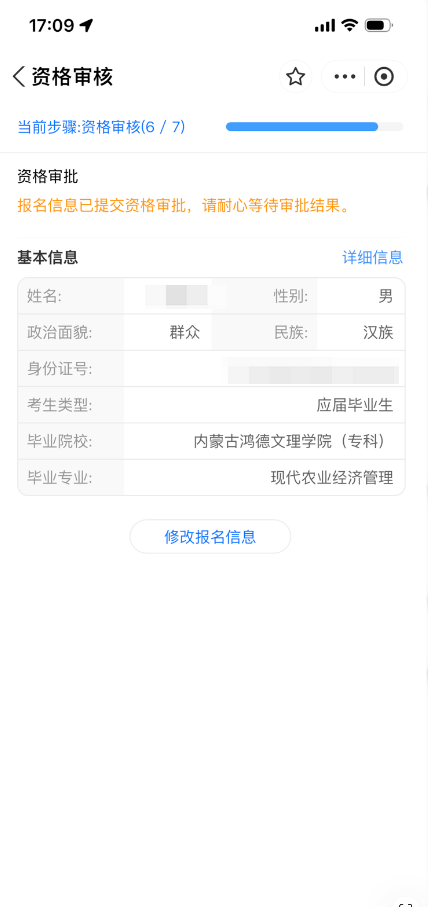 17:09
资格审核
当前步骤:资格审核(6 / 7)
资格审批
报名信息已提交资格审批，请耐心等待审批结果。
基本信息 详细信息
姓名: 性别: 男
政治面貌: 群众 民族: 汉族
身份证号:
考生类型: 应届毕业生
毕业院校: 内蒙古鸿德文理学院（专科）
毕业专业: 现代农业经济管理
修改报名信息